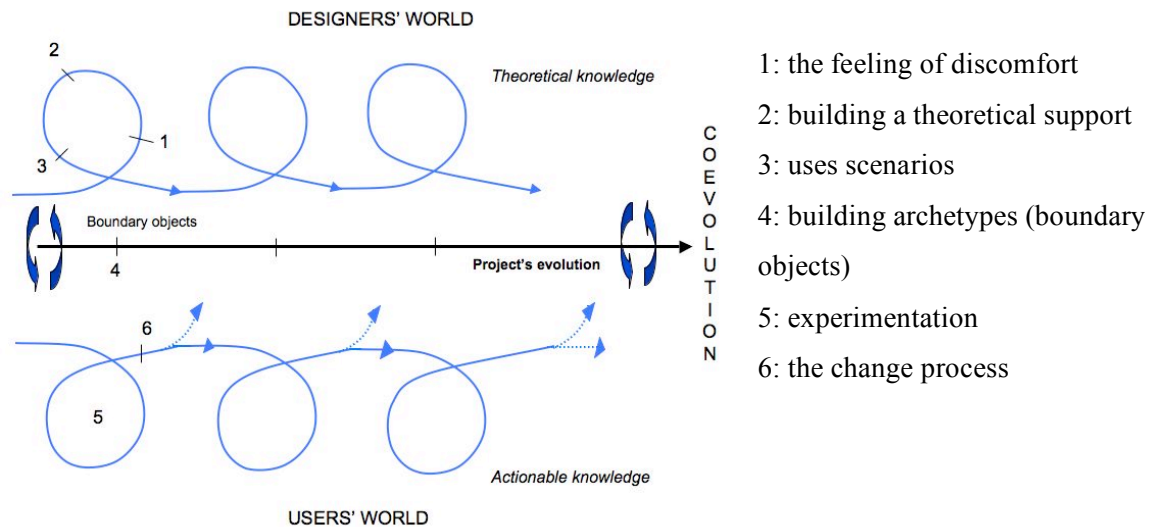 DESIGNERS' WORLD
2
Theoretical knowledge
1
3
Boundary objects
4
Project's evolution
COEVOLUTION
6
5
Actionable knowledge
USERS' WORLD
1: the feeling of discomfort
2: building a theoretical support
3: uses scenarios
4: building archetypes (boundary
objects)
5: experimentation
6: the change process